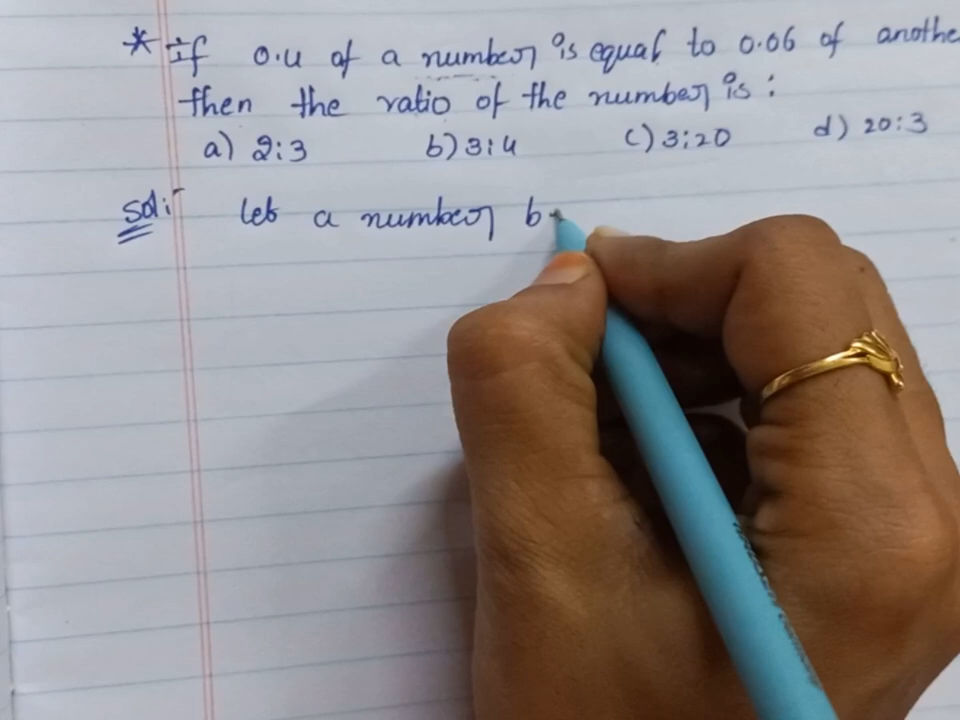 * If 0.4 of a number is equal to 0.06 of anothe
then the ratio of the number is :
a) 2:3 b) 3:4 c) 3:20 d) 20:3
Sol:- let a number b